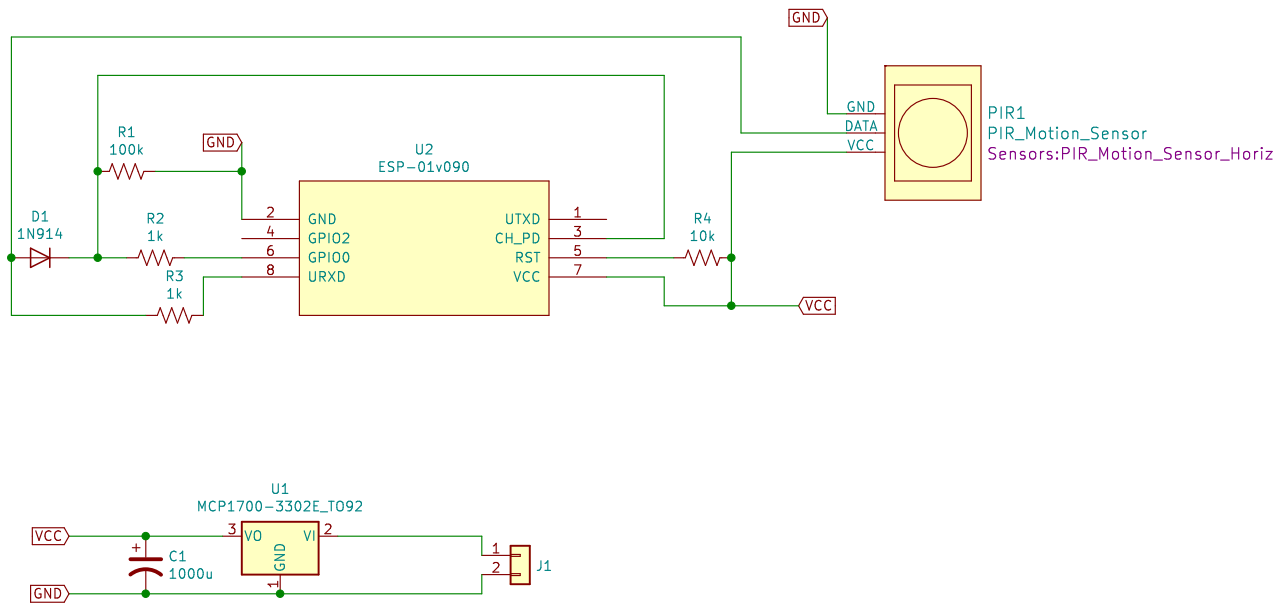 GND
PIR1
PIR_Motion_Sensor
Sensors:PIR_Motion_Sensor_Horiz
GND
DATA
VCC
R1
100k
GND
U2
ESP-01v090
2 GND
4 GPIO2
6 GPIO0
8 URXD
UTXD 1
CH_PD 3
RST 5
VCC 7
D1
1N914
R2
1k
R3
1k
R4
10k
VCC
U1
MCP1700-3302E_TO92
VCC
3 VO
VI 2
GND
1
C1
1000u
+
GND
1
2
J1